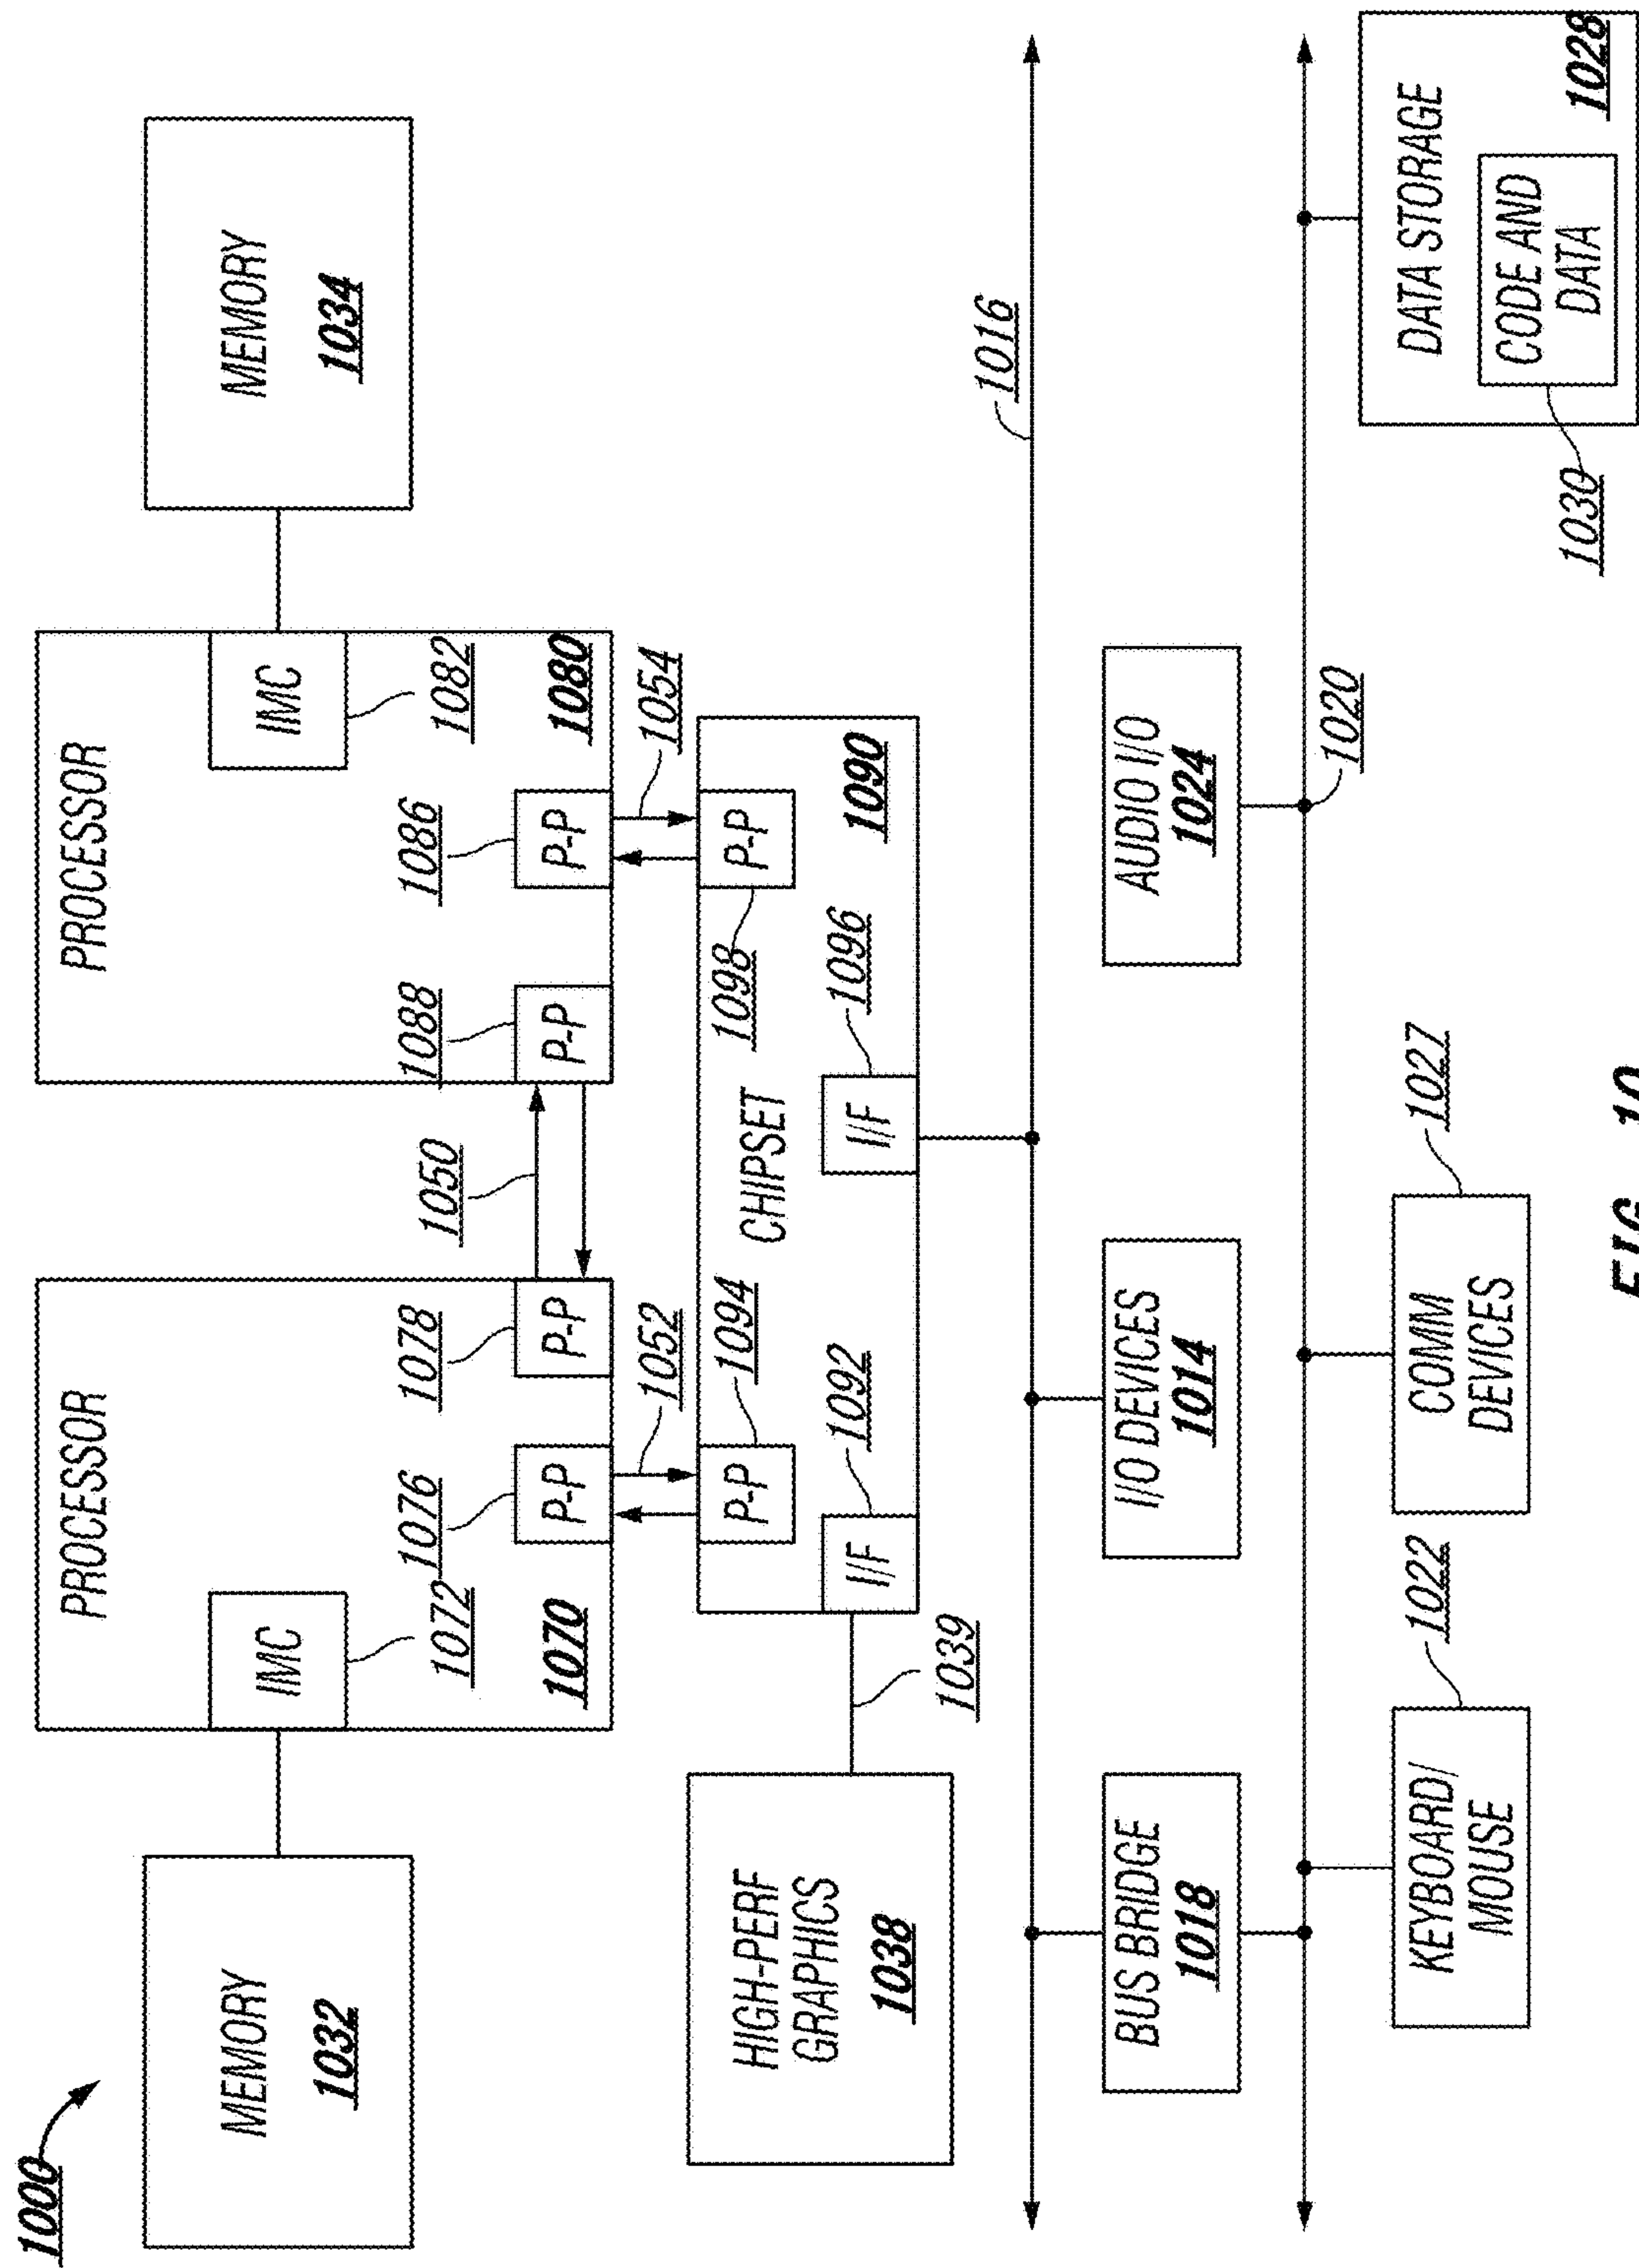 1000
MEMORY
1032
PROCESSOR
IMC
1072
1070
1076
P-P
1078
P-P
1050
PROCESSOR
1088
P-P
1086
P-P
IMC
1082
1080
MEMORY
1034
1052
1054
HIGH-PERF
GRAPHICS
1038
1039
P-P
1094
I/F
1092
CHIPSET
I/F
1096
1098
P-P
1090
1016
BUS BRIDGE
1018
I/O DEVICES
1014
AUDIO I/O
1024
1020
KEYBOARD/
MOUSE
1022
COMM
DEVICES
1027
DATA STORAGE
CODE AND
DATA
1030
1028
FIG. 10